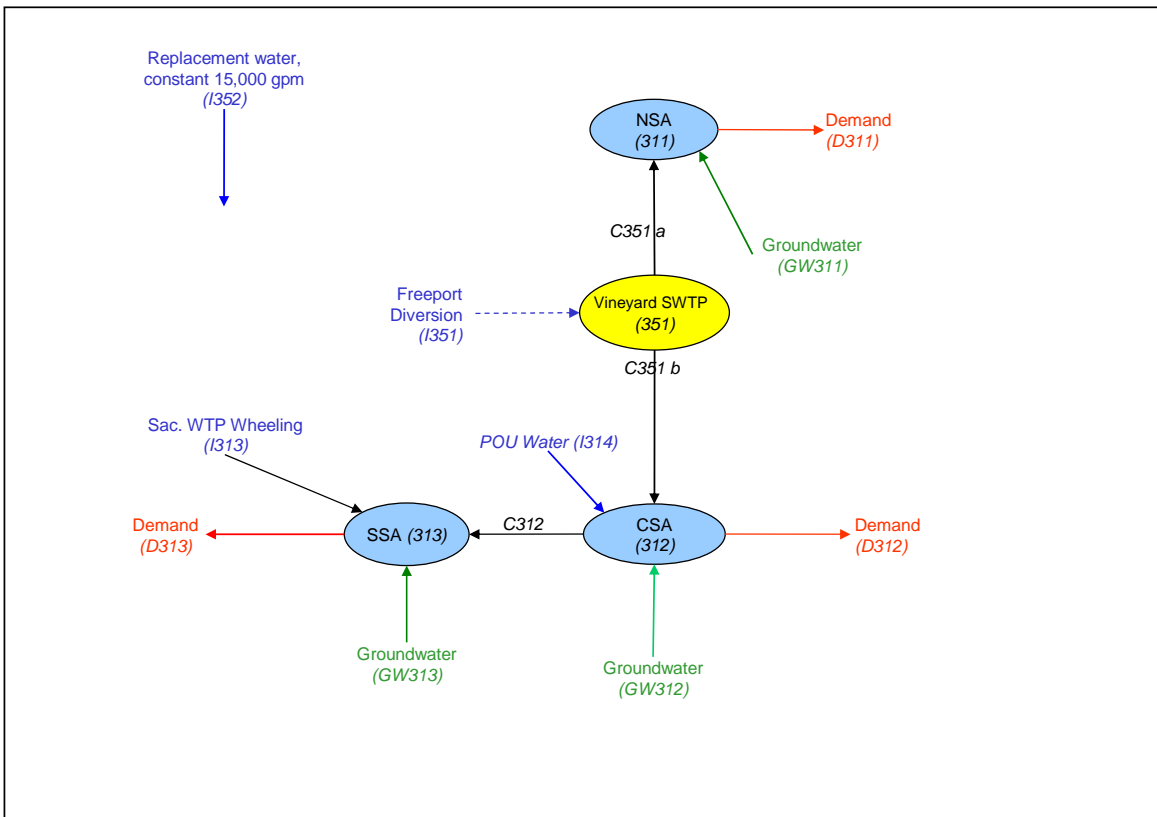 Replacement water,
constant 15,000 gpm
(I352)
NSA
(311)
Demand
(D311)
C351 a
Groundwater
(GW311)
Freeport
Diversion
(I351)
Vineyard SWTP
(351)
C351 b
Sac. WTP Wheeling
(I313)
POU Water (I314)
Demand
(D313)
SSA (313)
C312
CSA
(312)
Demand
(D312)
Groundwater
(GW313)
Groundwater
(GW312)